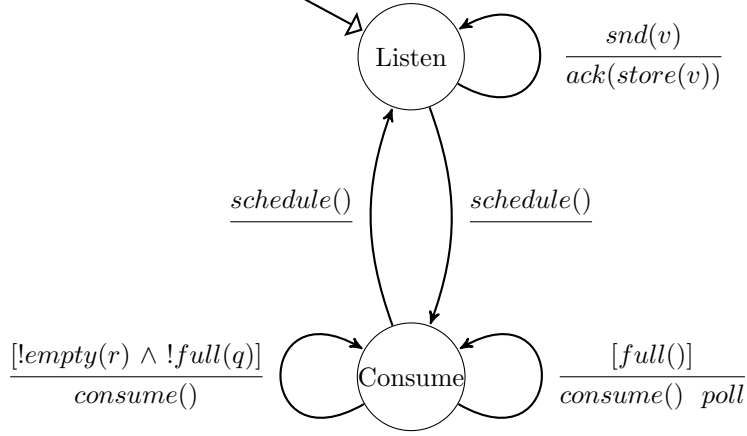 Listen
snd(v)
ack(store(v))
schedule()
schedule()
[!empty(r) ∧ !full(q)]
consume()
Consume
[full()]
consume() poll